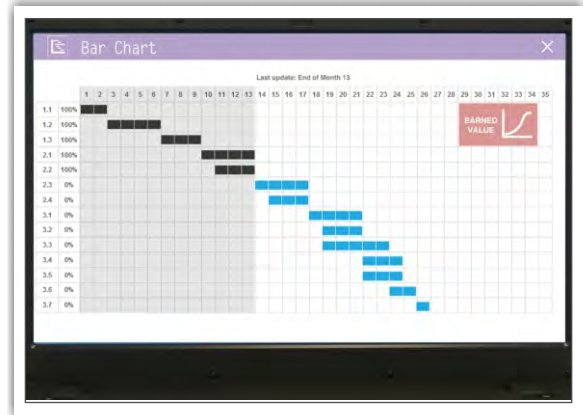 Bar Chart
Last update: End of Month 13
1 2 3 4 5 6 7 8 9 10 11 12 13 14 15 16 17 18 19 20 21 22 23 24 25 26 27 28 29 30 31 32 33 34 35
1.1 100%
EARNED
VALUE
1.2 100%
1.3 100%
2.1 100%
2.2 100%
2.3 0%
2.4 0%
3.1 0%
3.2 0%
3.3 0%
3.4 0%
3.5 0%
3.6 0%
3.7 0%